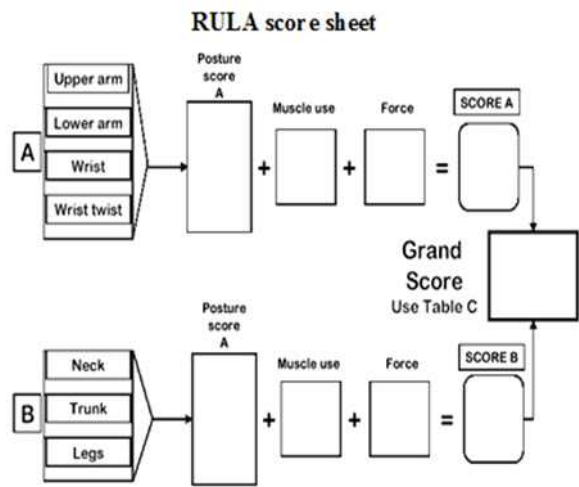 RULA score sheet
A
Upper arm
Lower arm
Wrist
Wrist twist
Posture
score
A
+
Muscle use
+
Force
=
SCORE A
Grand
Score
Use Table C
B
Neck
Trunk
Legs
Posture
score
A
+
Muscle use
+
Force
=
SCORE B